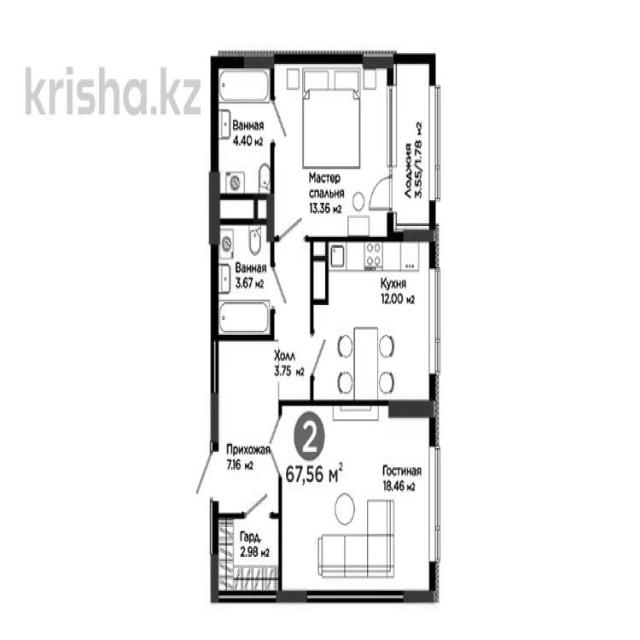 krisha.kz
Ванная
4.40 м2
Мастер
спальня
13.36 м2
Лоджия
3.55/1.78 м2
Ванная
3.67 м2
Кухня
12.00 м2
Холл
3.75 м2
2
67,56 м2
Прихожая
7.16 м2
Гостиная
18.46 м2
Гард.
2.98 м2